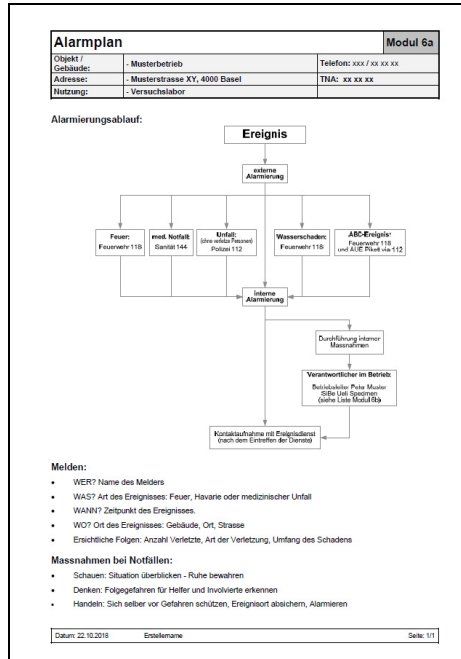 Alarmplan Modul 6a
Objekt / Gebäude: - Musterbetrieb Telefon: xxx / xx xx xx
Adresse: - Musterstrasse XY, 4000 Basel TNA: xx xx xx
Nutzung: - Versuchslabor
Alarmierungsablauf:
Ereignis
externe
Alarmierung
Feuer:
Feuerwehr 118
med. Notfall:
Sanität 144
Unfall:
(ohne verletzte Personen)
Polizei 112
Wasserschaden:
Feuerwehr 118
ABC-Ereignis:
Feuerwehr 118
und AUE Pikett via 112
interne
Alarmierung
Durchführung interner
Massnahmen
Verantwortlicher im Betrieb:
Betriebsleiter Peter Muster
SiBe Ueli Specimen
(siehe Liste Modul 6b)
Kontaktaufnahme mit Ereignisdienst
(nach dem Eintreffen der Dienste)
Melden:
• WER? Name des Melders
• WAS? Art des Ereignisses: Feuer, Havarie oder medizinischer Unfall
• WANN? Zeitpunkt des Ereignisses.
• WO? Ort des Ereignisses: Gebäude, Ort, Strasse
• Ersichtliche Folgen: Anzahl Verletzte, Art der Verletzung, Umfang des Schadens
Massnahmen bei Notfällen:
• Schauen: Situation überblicken - Ruhe bewahren
• Denken: Folgegefahren für Helfer und Involvierte erkennen
• Handeln: Sich selber vor Gefahren schützen, Ereignisort absichern, Alarmieren
Datum: 22.10.2018 Erstellername Seite: 1/1